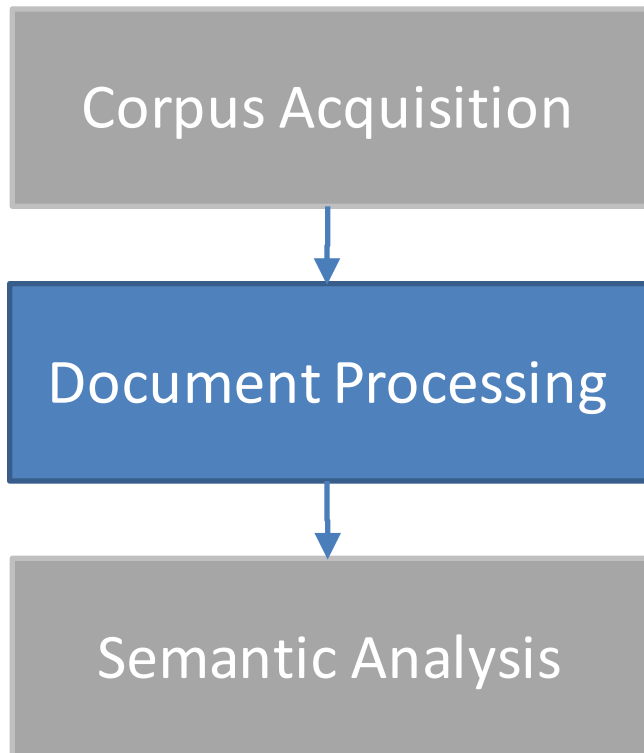 Corpus Acquisition
Document Processing
Semantic Analysis